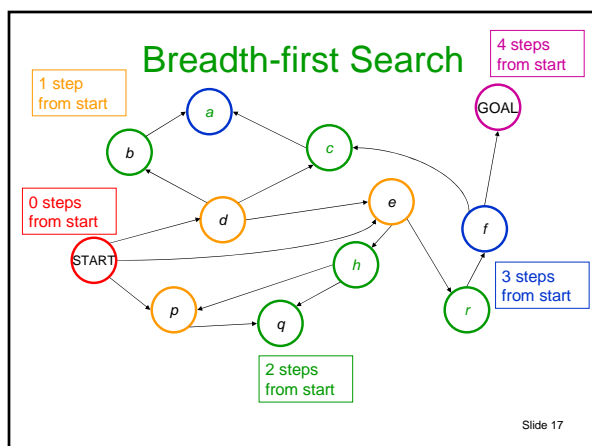 Breadth-first Search
4 steps
from start
1 step
from start
a
GOAL
b
c
0 steps
from start
d
e
f
START
h
3 steps
from start
p
q
r
2 steps
from start
Slide 17